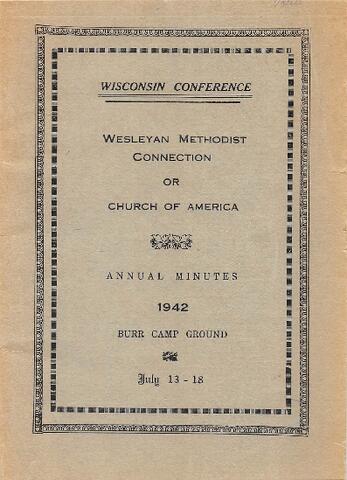 WISCONSIN CONFERENCE
WESLEYAN METHODIST
CONNECTION
OR
CHURCH OF AMERICA
ANNUAL MINUTES
1942
BURR CAMP GROUND
July 13 - 18